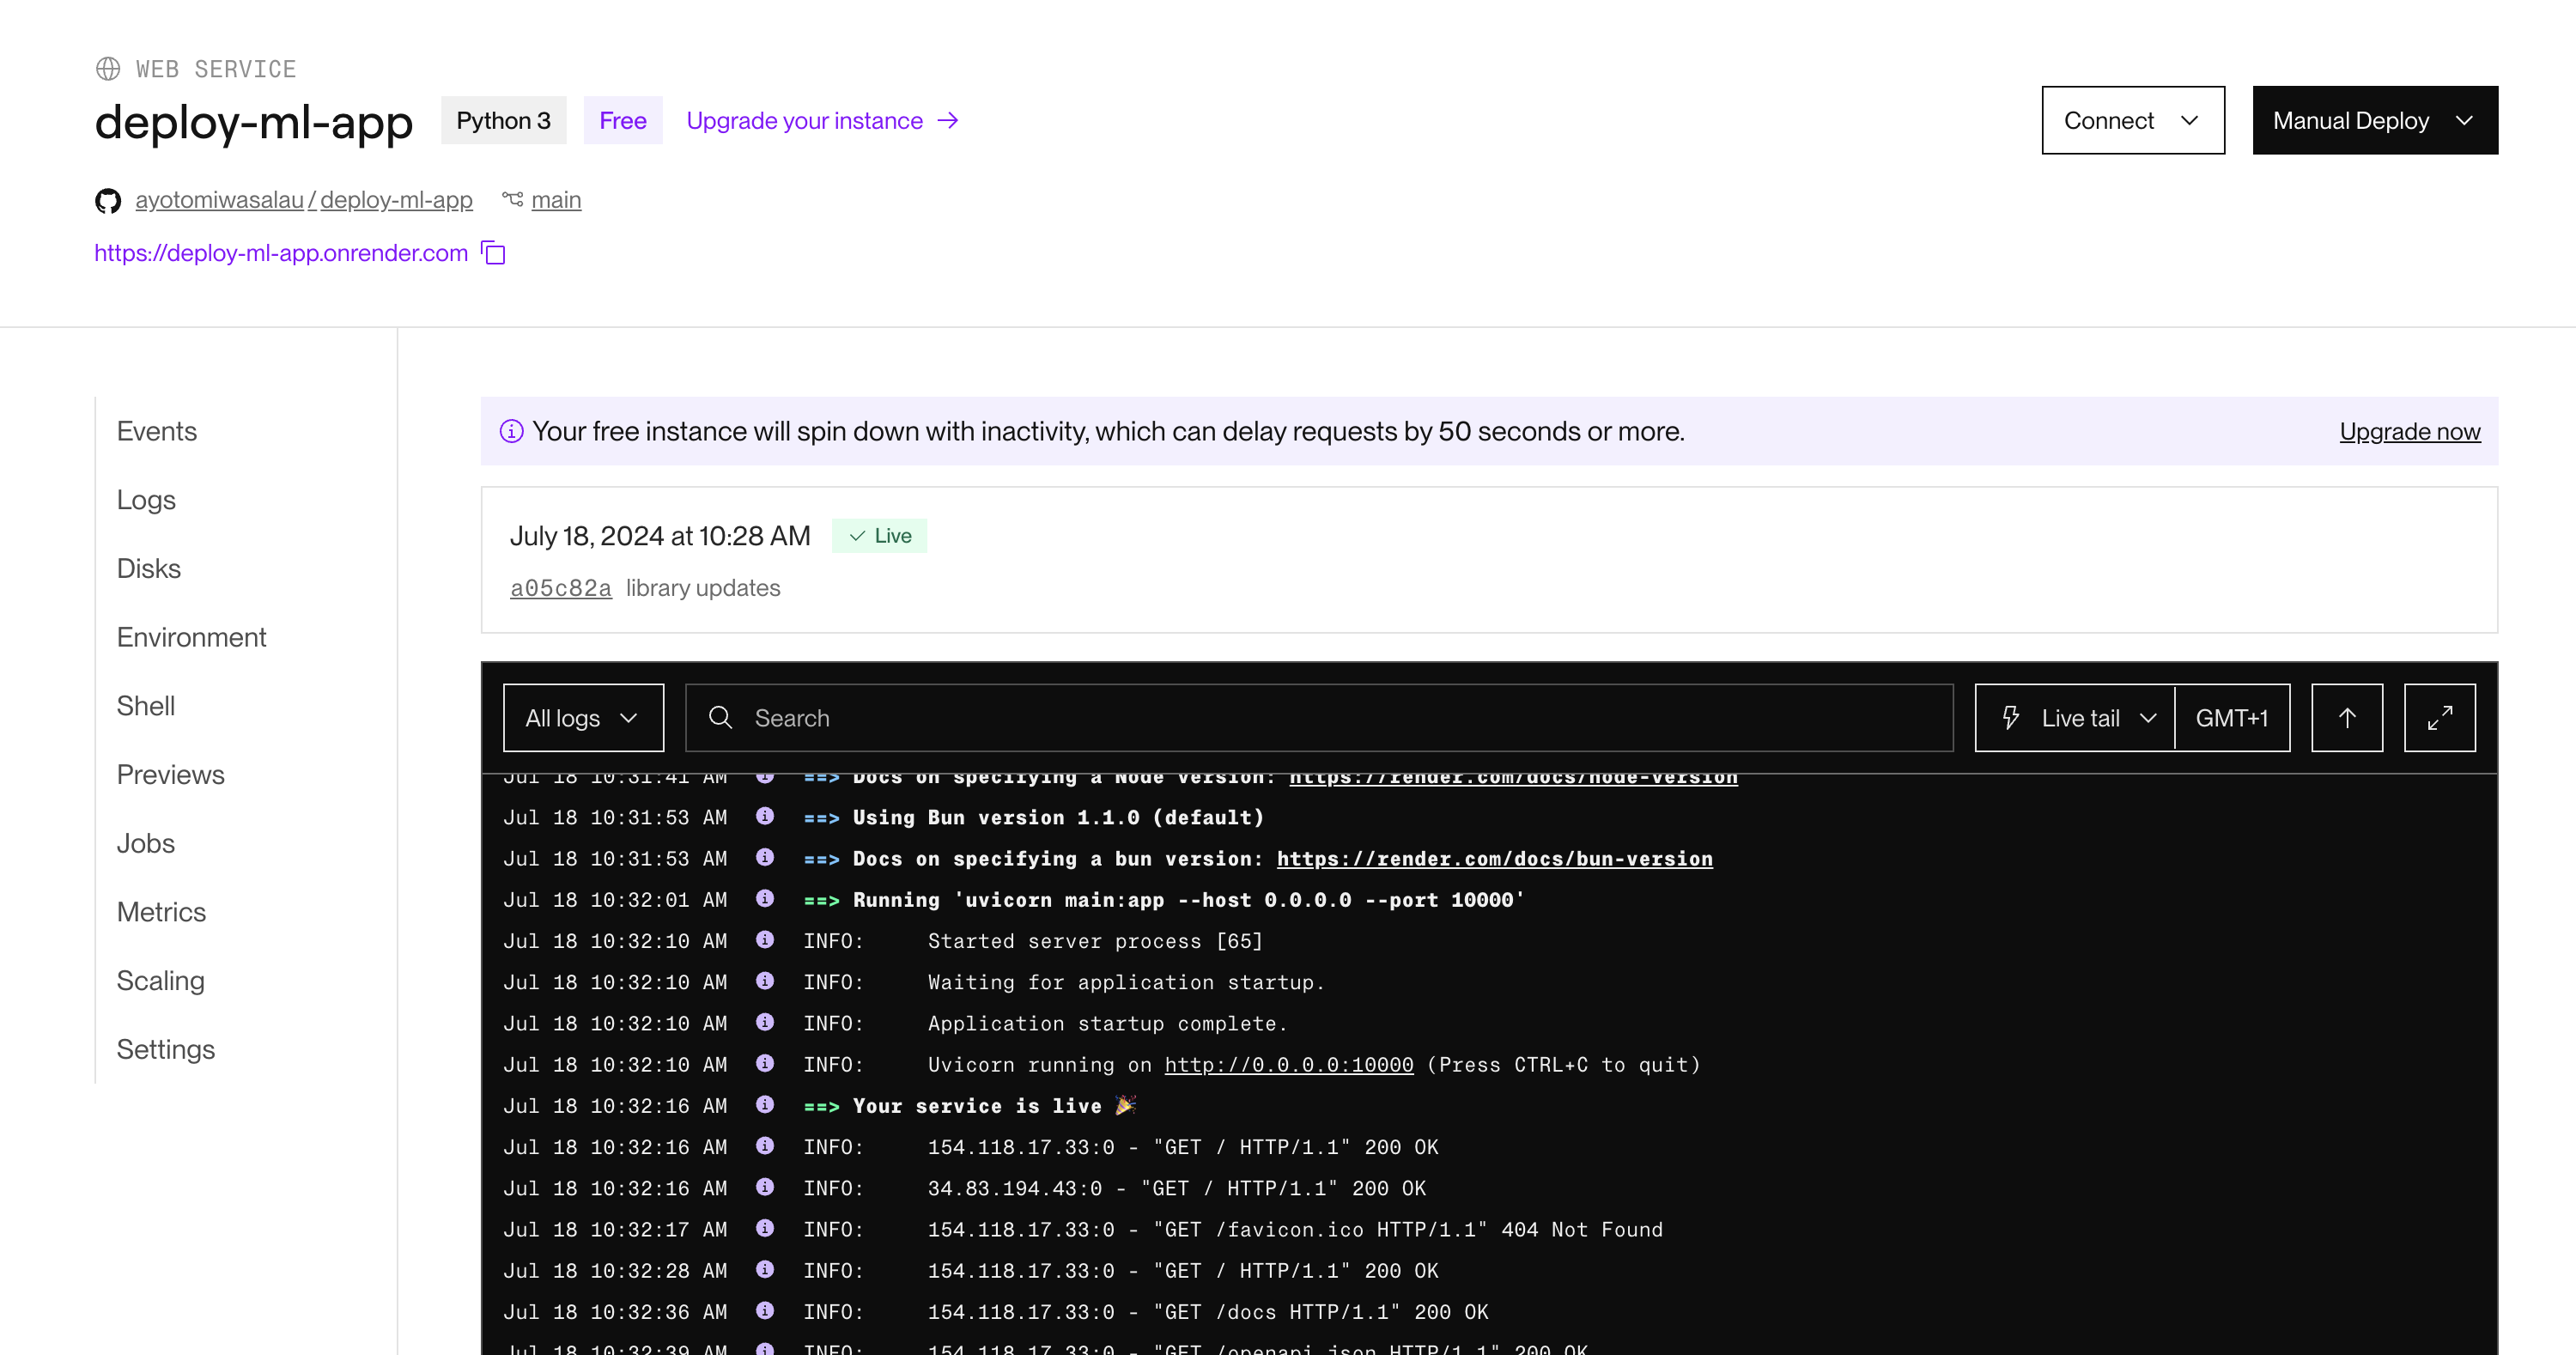 WEB SERVICE
deploy-ml-app Python 3 Free Upgrade your instance → Connect Manual Deploy
ayotomiwasalau / deploy-ml-app main
https://deploy-ml-app.onrender.com
Events
Logs
Disks
Environment
Shell
Previews
Jobs
Metrics
Scaling
Settings
Your free instance will spin down with inactivity, which can delay requests by 50 seconds or more. Upgrade now
July 18, 2024 at 10:28 AM ✓ Live
a05c82a library updates
All logs Search Live tail GMT+1
Jul 18 10:31:41 AM ==> Docs on specifying a Node version: https://render.com/docs/node-version
Jul 18 10:31:53 AM ==> Using Bun version 1.1.0 (default)
Jul 18 10:31:53 AM ==> Docs on specifying a bun version: https://render.com/docs/bun-version
Jul 18 10:32:01 AM ==> Running 'uvicorn main:app --host 0.0.0.0 --port 10000'
Jul 18 10:32:10 AM INFO: Started server process [65]
Jul 18 10:32:10 AM INFO: Waiting for application startup.
Jul 18 10:32:10 AM INFO: Application startup complete.
Jul 18 10:32:10 AM INFO: Uvicorn running on http://0.0.0.0:10000 (Press CTRL+C to quit)
Jul 18 10:32:16 AM ==> Your service is live 🎉
Jul 18 10:32:16 AM INFO: 154.118.17.33:0 - "GET / HTTP/1.1" 200 OK
Jul 18 10:32:16 AM INFO: 34.83.194.43:0 - "GET / HTTP/1.1" 200 OK
Jul 18 10:32:17 AM INFO: 154.118.17.33:0 - "GET /favicon.ico HTTP/1.1" 404 Not Found
Jul 18 10:32:28 AM INFO: 154.118.17.33:0 - "GET / HTTP/1.1" 200 OK
Jul 18 10:32:36 AM INFO: 154.118.17.33:0 - "GET /docs HTTP/1.1" 200 OK
Jul 18 10:32:39 AM INFO: 154.118.17.33:0 - "GET /openapi.json HTTP/1.1" 200 OK